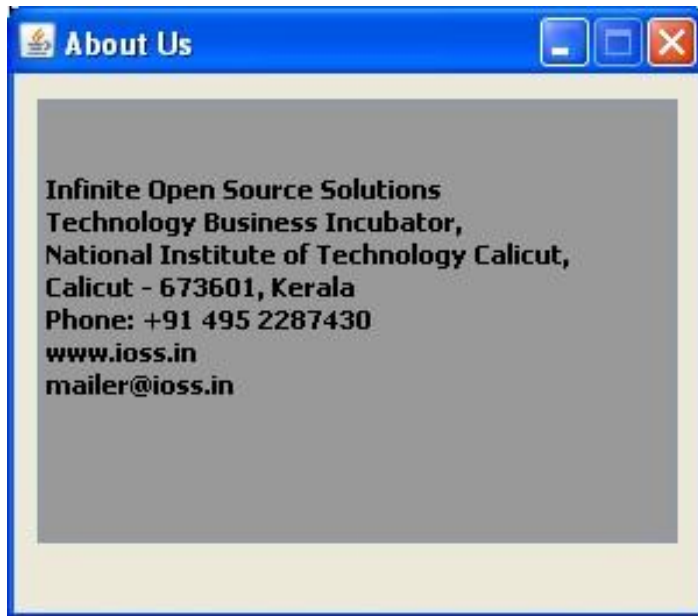 About Us
Infinite Open Source Solutions
Technology Business Incubator,
National Institute of Technology Calicut,
Calicut - 673601, Kerala
Phone: +91 495 2287430
www.ioss.in
mailer@ioss.in